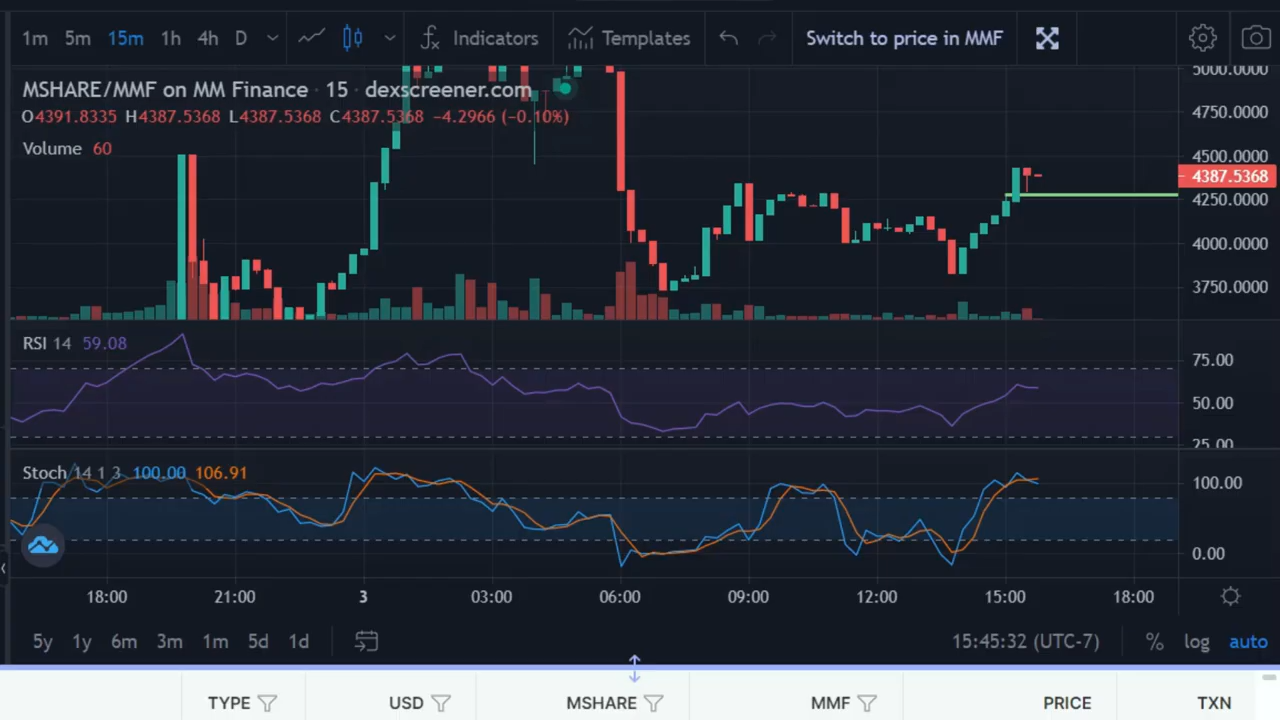 1m 5m 15m 1h 4h D Indicators Templates Switch to price in MMF
MSHARE/MMF on MM Finance · 15 · dexscreener.com
O4391.8335 H4387.5368 L4387.5368 C4387.5368 −4.2966 (−0.10%)
Volume 60
5000.0000
4750.0000
4500.0000
4387.5368
4250.0000
4000.0000
3750.0000
RSI 14 59.08
75.00
50.00
25.00
Stoch 14 1 3 100.00 106.91
100.00
0.00
18:00 21:00 3 03:00 06:00 09:00 12:00 15:00 18:00
5y 1y 6m 3m 1m 5d 1d 15:45:32 (UTC-7) % log auto
TYPE USD MSHARE MMF PRICE TXN